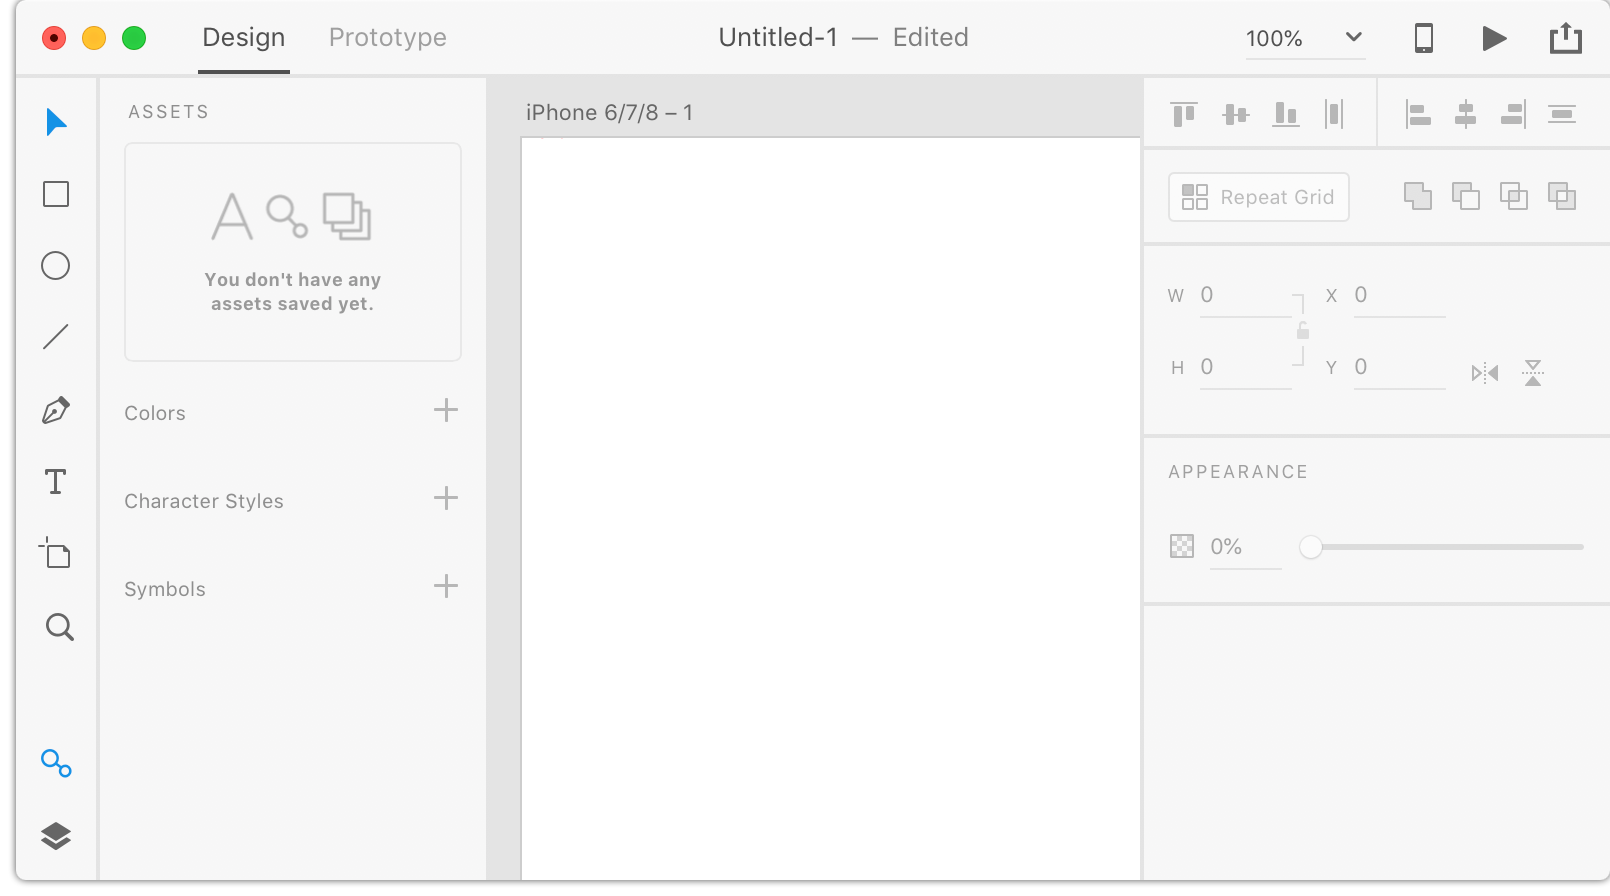 Design Prototype Untitled-1 — Edited 100%
ASSETS
You don't have any
assets saved yet.
Colors
Character Styles
Symbols
iPhone 6/7/8 – 1
Repeat Grid
W 0 X 0
H 0 Y 0
APPEARANCE
0%